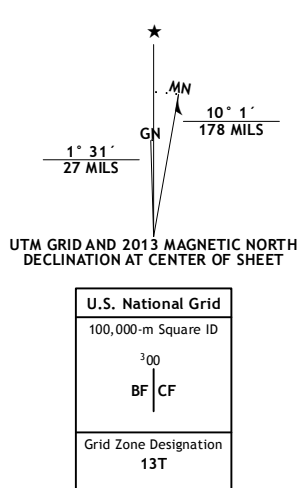 ★
MN
GN
10° 1´
178 MILS
1° 31´
27 MILS
UTM GRID AND 2013 MAGNETIC NORTH
DECLINATION AT CENTER OF SHEET
U.S. National Grid
100,000-m Square ID
³00
BF CF
Grid Zone Designation
13T